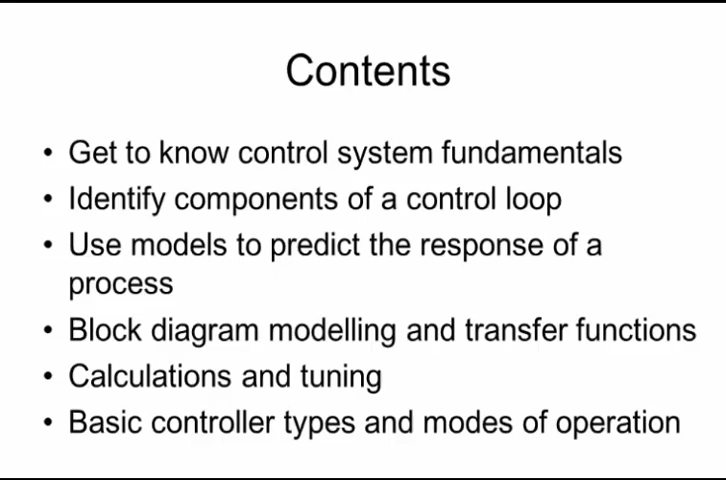 Contents
• Get to know control system fundamentals
• Identify components of a control loop
• Use models to predict the response of a
process
• Block diagram modelling and transfer functions
• Calculations and tuning
• Basic controller types and modes of operation